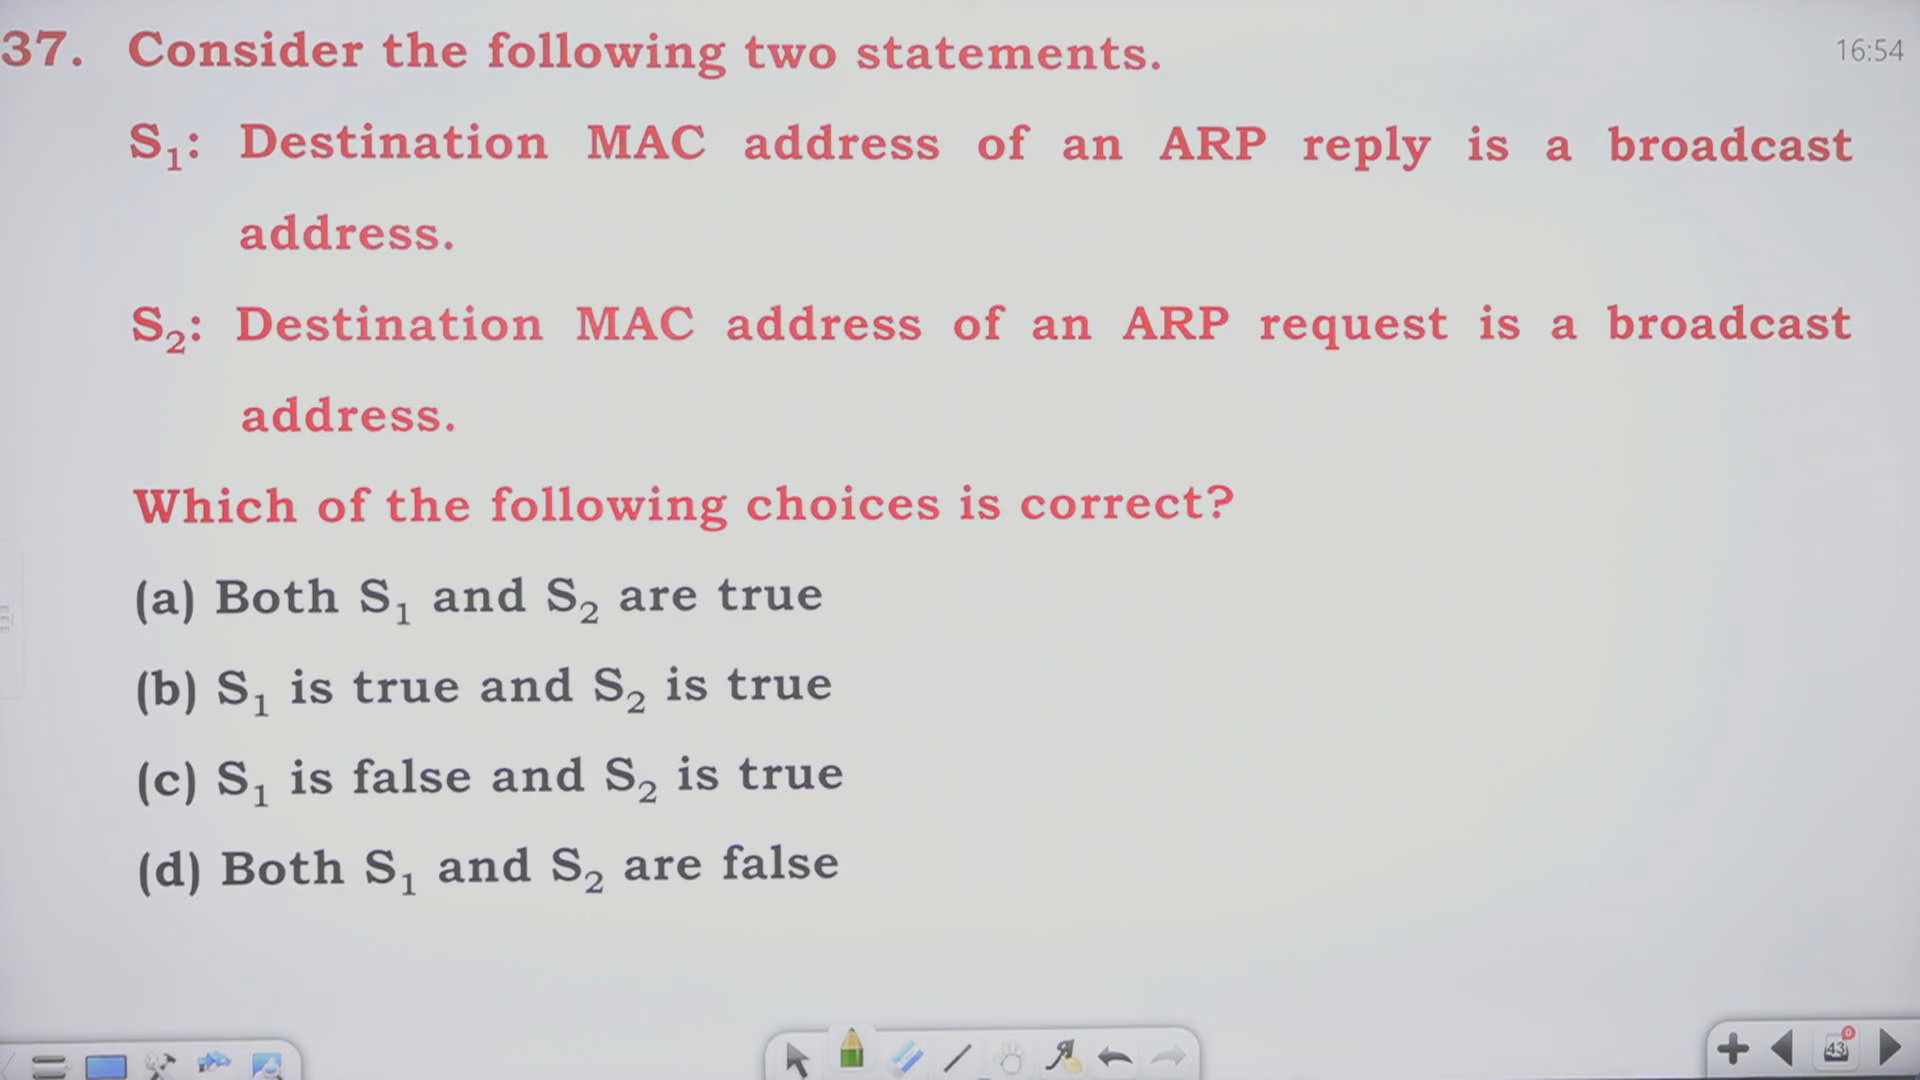 37. Consider the following two statements.
16:54
S₁: Destination MAC address of an ARP reply is a broadcast
address.
S₂: Destination MAC address of an ARP request is a broadcast
address.
Which of the following choices is correct?
(a) Both S₁ and S₂ are true
(b) S₁ is true and S₂ is true
(c) S₁ is false and S₂ is true
(d) Both S₁ and S₂ are false
43